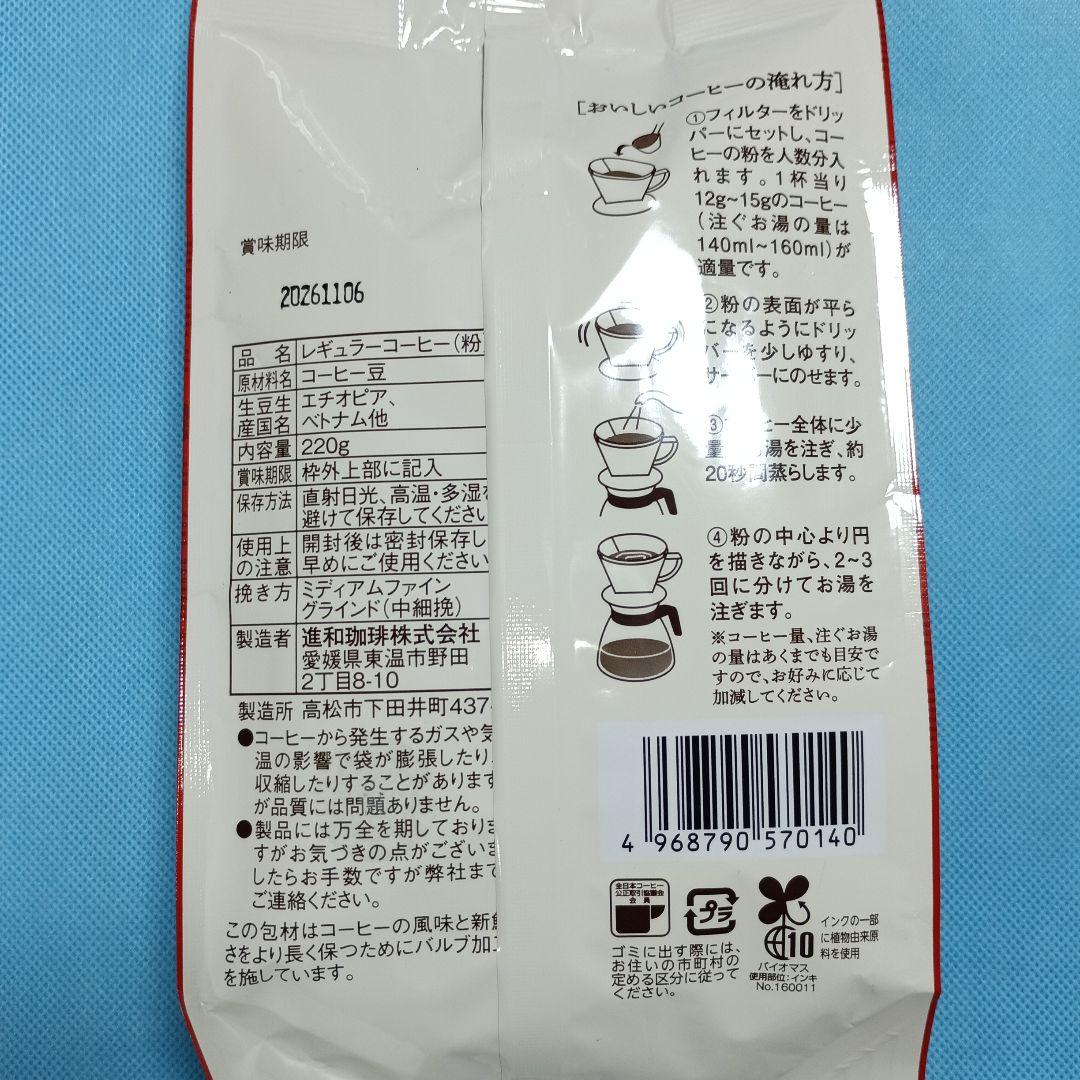 賞味期限
20261106
品 名 レギュラーコーヒー(粉
原材料名 コーヒー豆
生豆生産国名 エチオピア、
ベトナム他
内容量 220g
賞味期限 枠外上部に記入
保存方法 直射日光、高温・多湿を
避けて保存してください
使用上の注意 開封後は密封保存し
早めにご使用ください
挽き方 ミディアムファイン
グラインド(中細挽)
製造者 進和珈琲株式会社
愛媛県東温市野田
2丁目8-10
製造所 高松市下田井町437-
●コーヒーから発生するガスや気
温の影響で袋が膨張したり、
収縮したりすることがあります
が品質には問題ありません。
●製品には万全を期しておりま
すがお気づきの点がございま
したらお手数ですが弊社まで
ご連絡ください。
この包材はコーヒーの風味と新鮮
さをより長く保つためにバルブ加工
を施しています。
[おいしいコーヒーの淹れ方]
①フィルターをドリッ
パーにセットし、コー
ヒーの粉を人数分入
れます。1杯当り
12g~15gのコーヒー
(注ぐお湯の量は
140ml~160ml)が
適量です。
②粉の表面が平ら
になるようにドリッ
パーを少しゆすり、
サーバーにのせます。
③ ヒー全体に少
量 湯を注ぎ、約
20秒間蒸らします。
④粉の中心より円
を描きながら、2~3
回に分けてお湯を
注ぎます。
※コーヒー量、注ぐお湯
の量はあくまでも目安で
すので、お好みに応じて
加減してください。
4 968790 570140
全日本コーヒー
公正取引協議会
会員
プラ
ゴミに出す際には、
お住いの市町村の
定める区分に従って
ください。
10
バイオマス
使用部位:インキ
No.160011
インクの一部
に植物由来原
料を使用